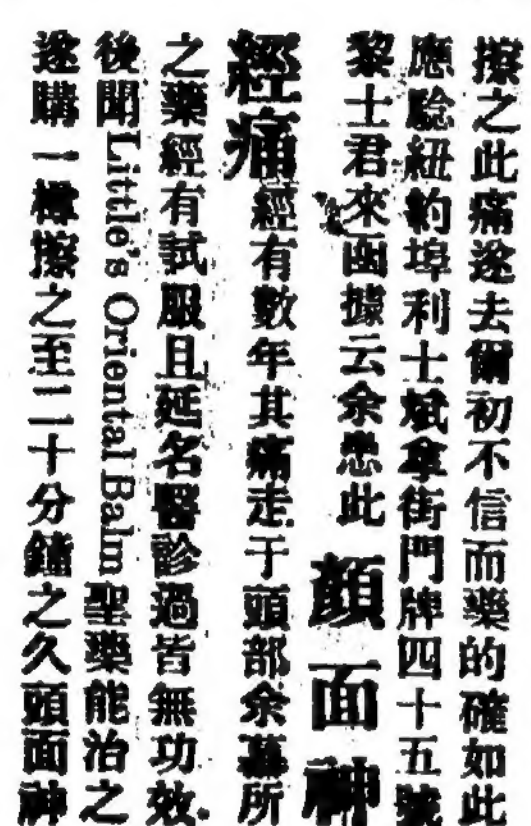 擦之此痛遂去爾初不信而藥的確如此
應驗紐約埠利士煩拿街門牌四十五號
黎士君來函據云余患此顏面神
經痛經有數年其痛走于頭部余慕所
之藥經有試服且延名醫診過皆無功效
後聞Little's Oriental Balm聖藥能治之
遂購一樽擦之至二十分鐘之久頭面神